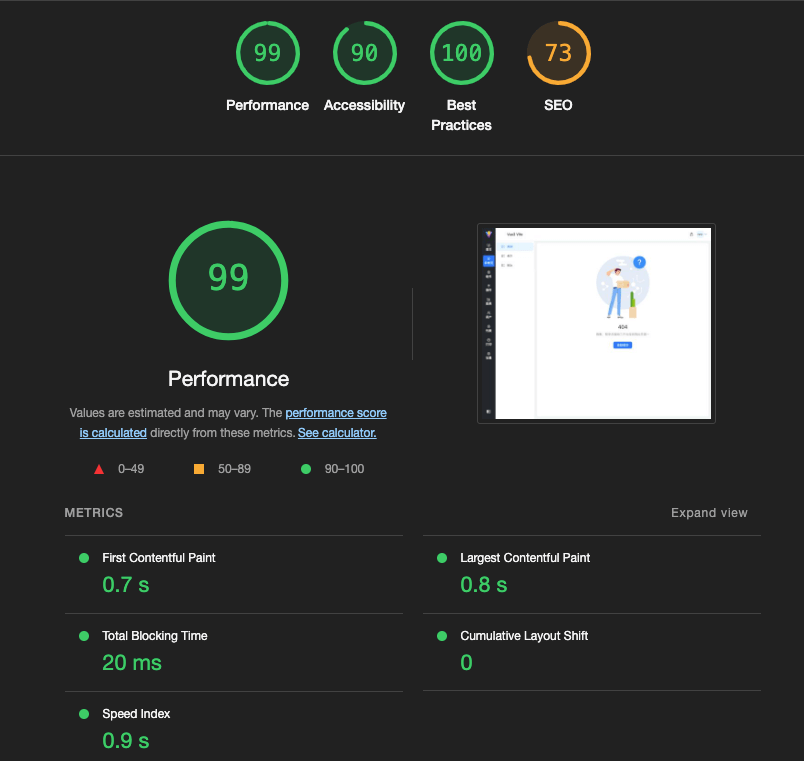 99
90
100
73
Performance
Accessibility
Best
Practices
SEO
99
Performance
Values are estimated and may vary. The performance score
is calculated directly from these metrics. See calculator.
0–49
50–89
90–100
?
404
METRICS
Expand view
First Contentful Paint
0.7 s
Largest Contentful Paint
0.8 s
Total Blocking Time
20 ms
Cumulative Layout Shift
0
Speed Index
0.9 s